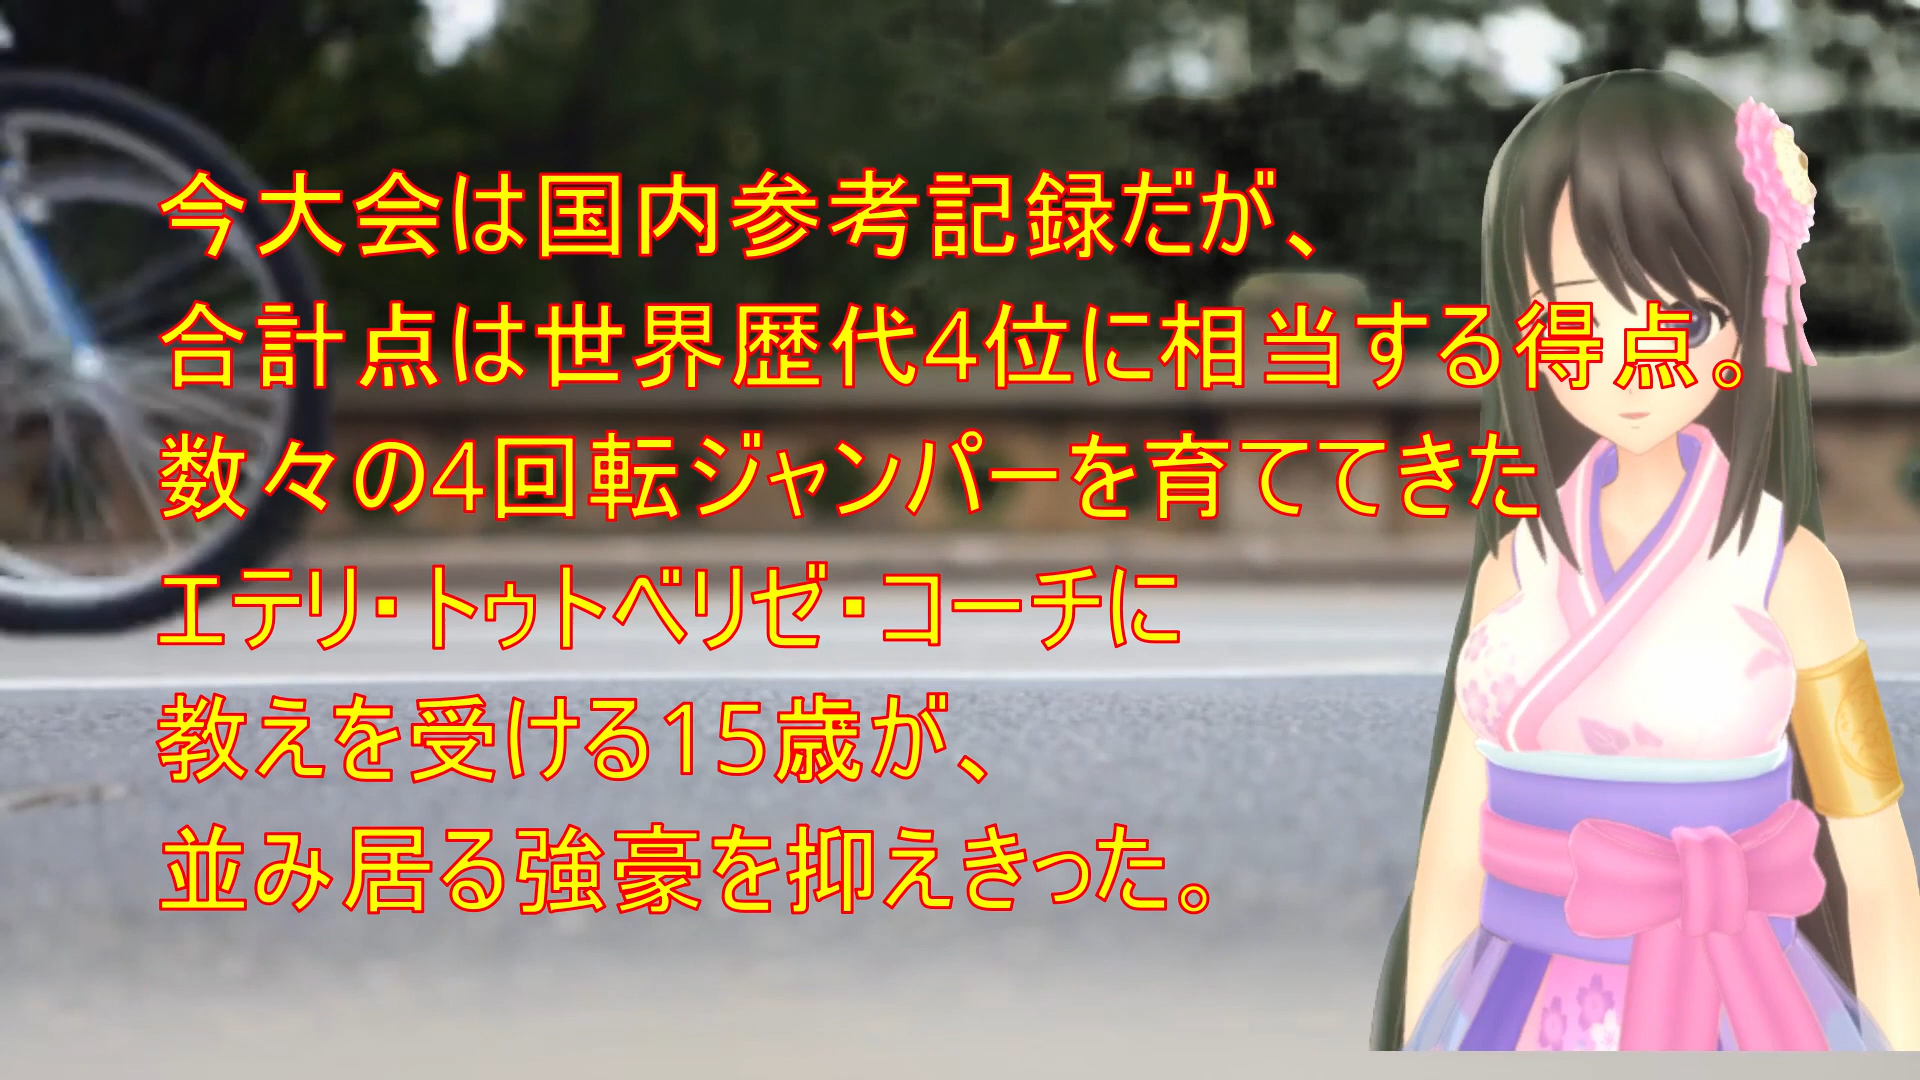 今大会は国内参考記録だが、
合計点は世界歴代4位に相当する得点。
数々の4回転ジャンパーを育ててきた
エテリ・トゥトベリゼ・コーチに
教えを受ける15歳が、
並み居る強豪を抑えきった。